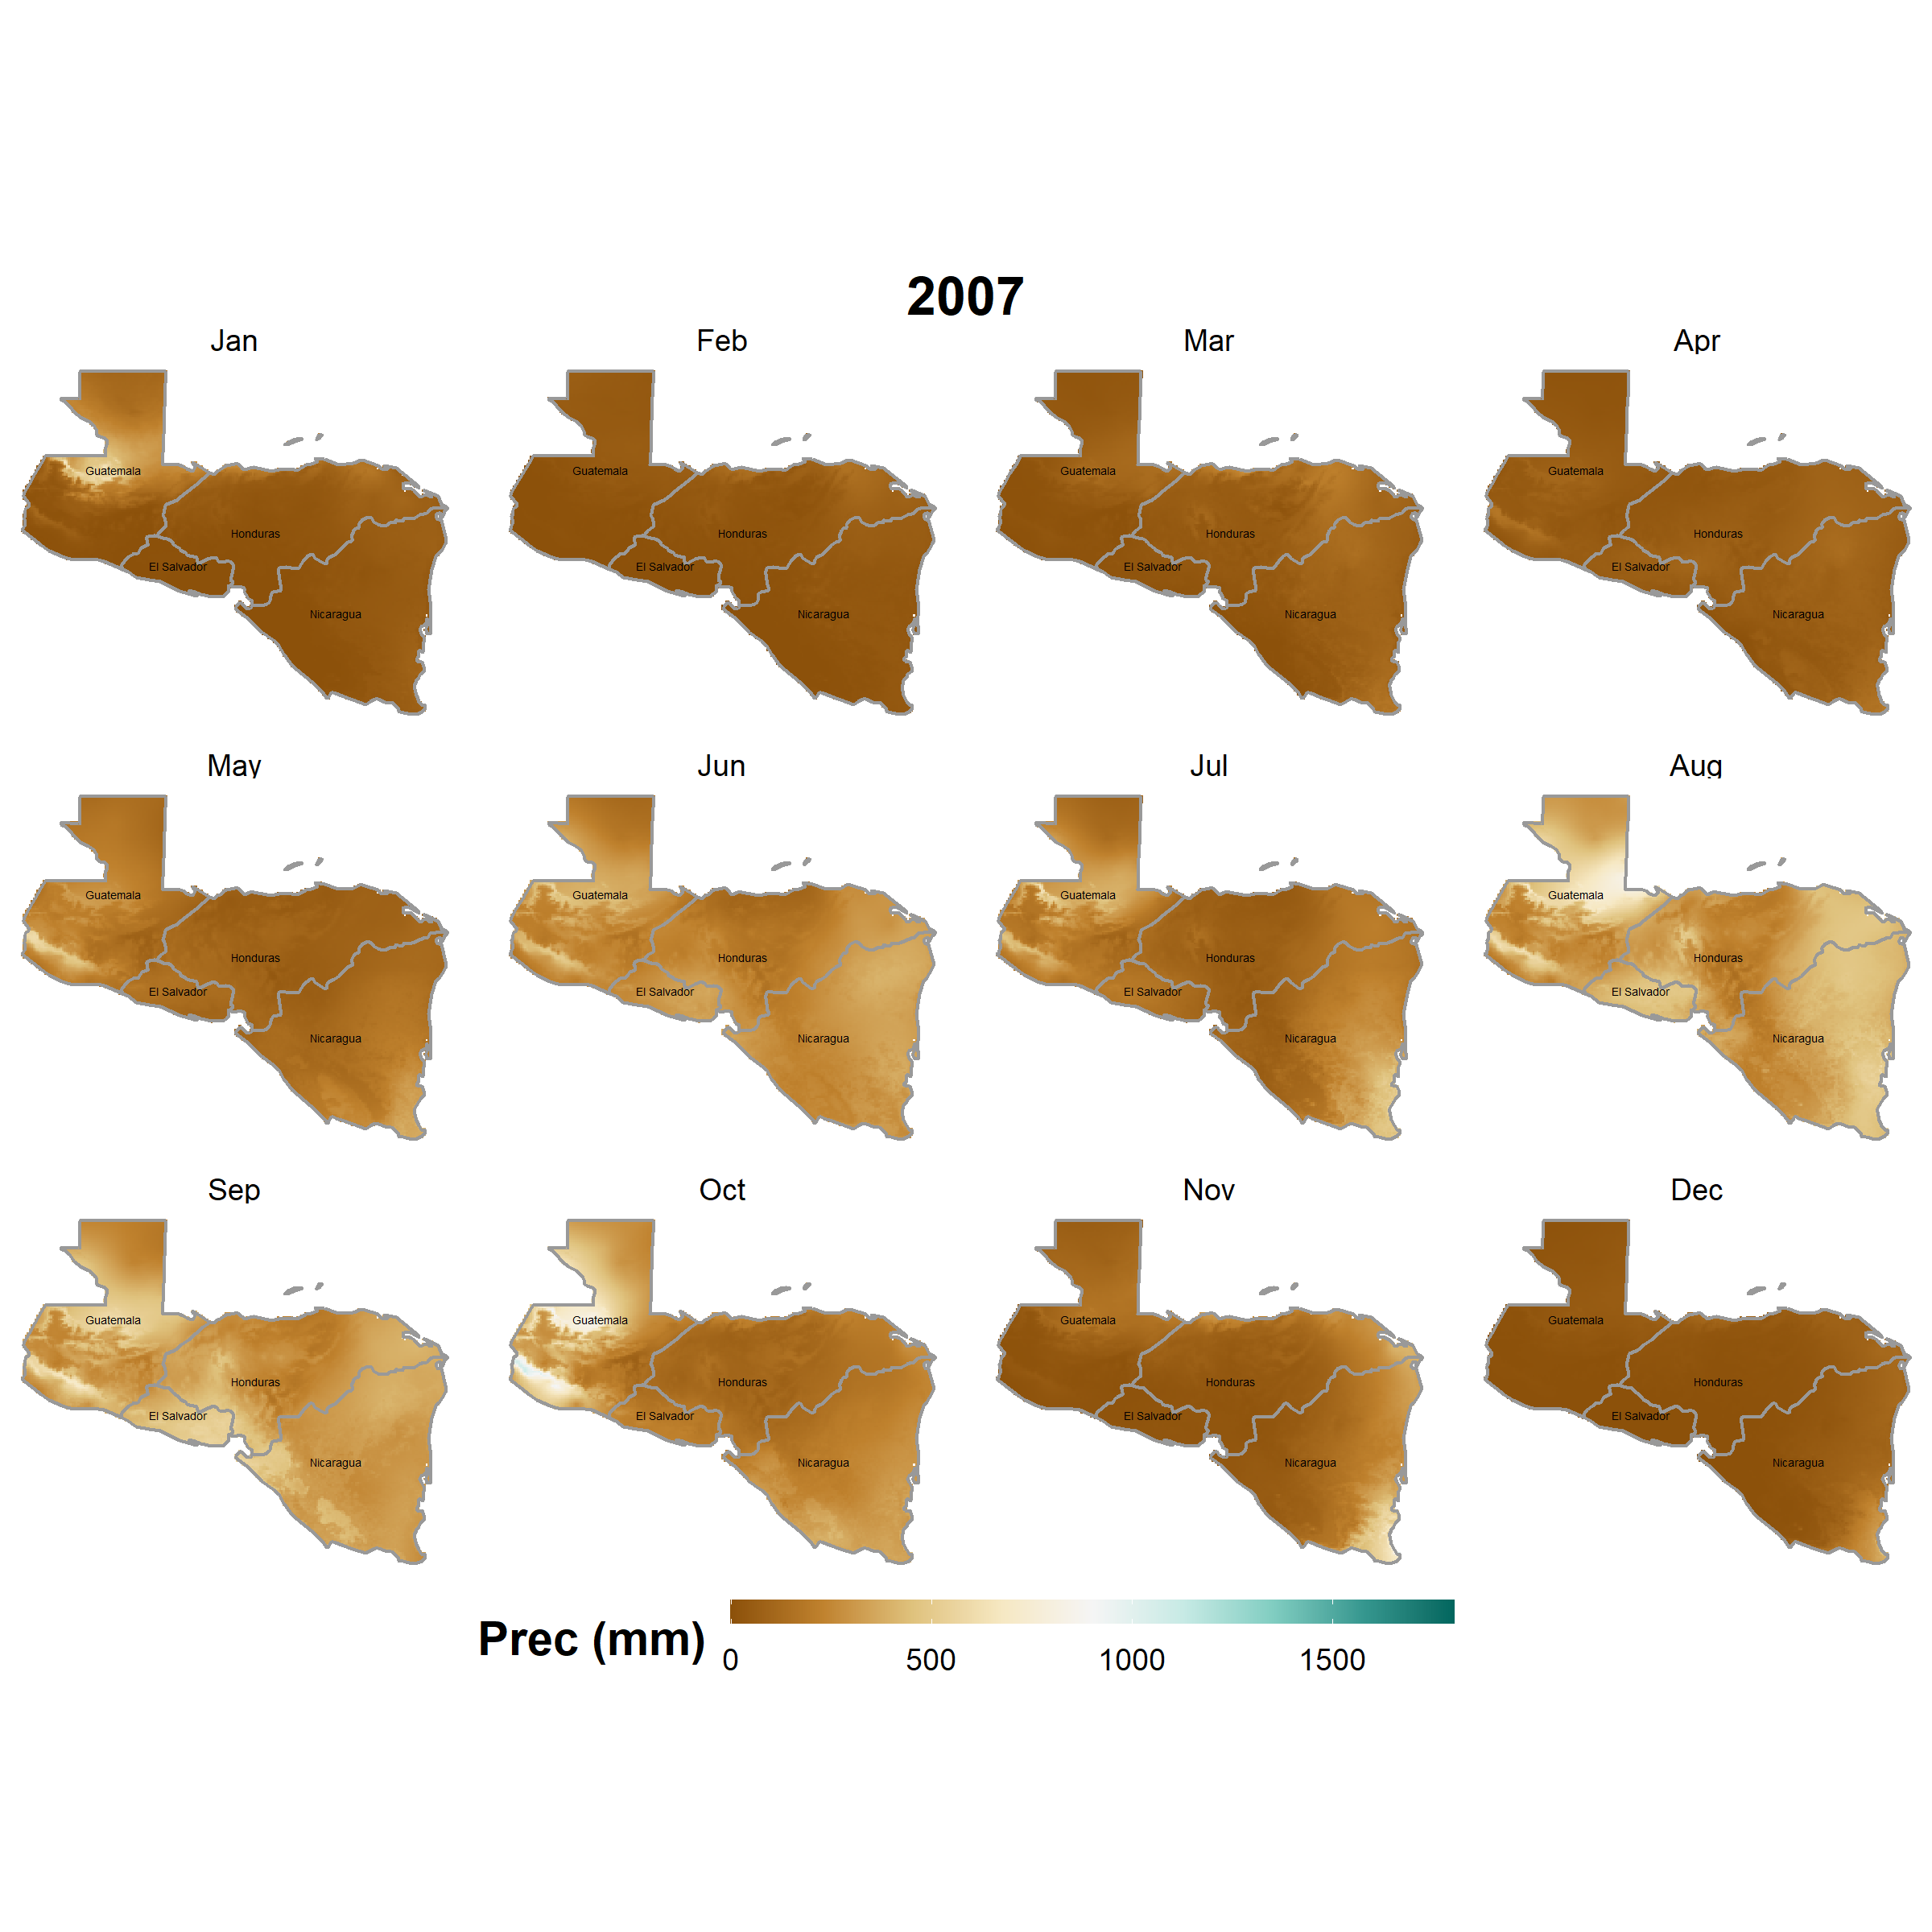 2007
Jan Feb Mar Apr
Guatemala Guatemala Guatemala Guatemala
Honduras Honduras Honduras Honduras
El Salvador El Salvador El Salvador El Salvador
Nicaragua Nicaragua Nicaragua Nicaragua
May Jun Jul Aug
Guatemala Guatemala Guatemala Guatemala
Honduras Honduras Honduras Honduras
El Salvador El Salvador El Salvador El Salvador
Nicaragua Nicaragua Nicaragua Nicaragua
Sep Oct Nov Dec
Guatemala Guatemala Guatemala Guatemala
Honduras Honduras Honduras Honduras
El Salvador El Salvador El Salvador El Salvador
Nicaragua Nicaragua Nicaragua Nicaragua
Prec (mm)
0 500 1000 1500